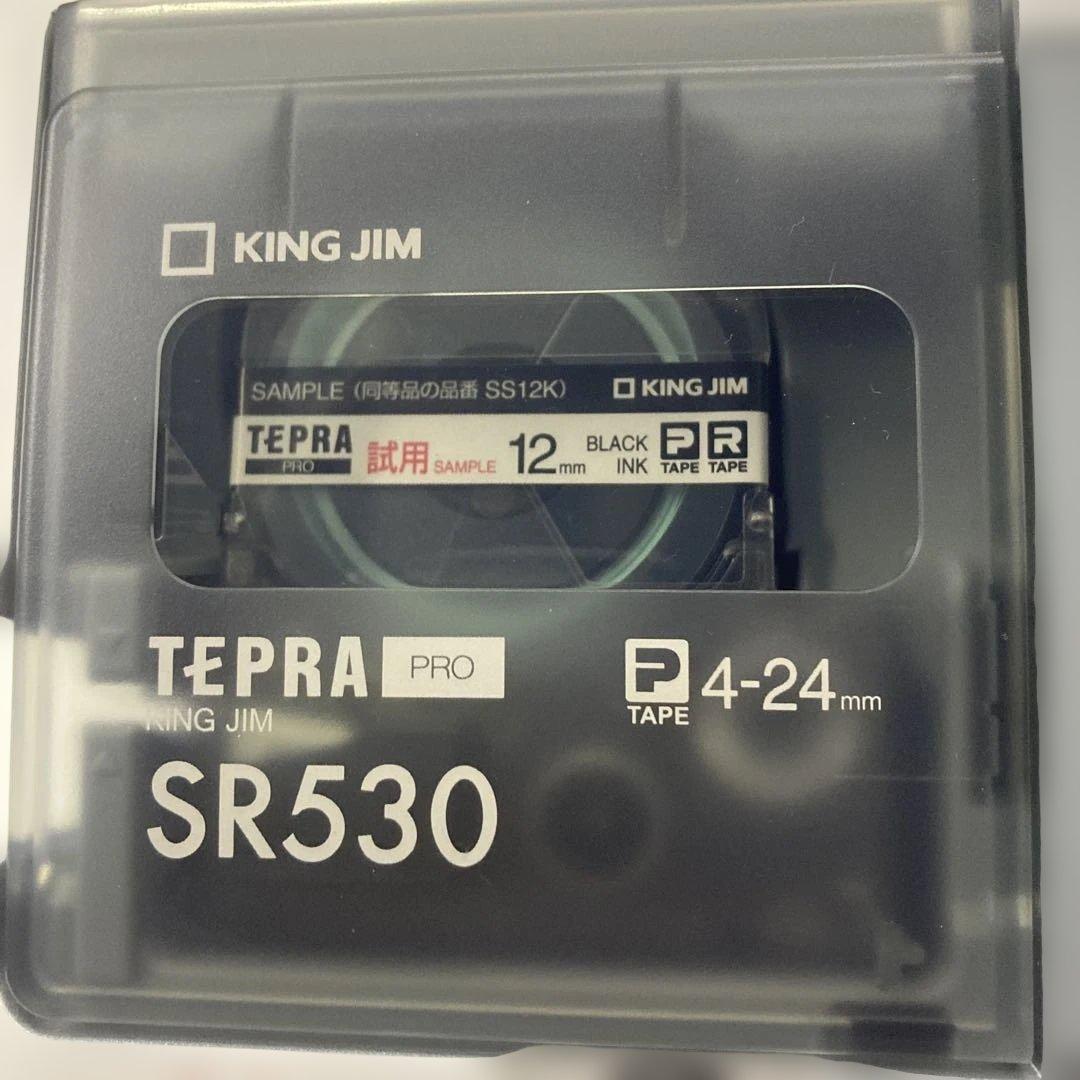 KING JIM
SAMPLE (同等品の品番 SS12K) KING JIM
TEPRA PRO 試用 SAMPLE 12mm BLACK INK P TAPE R TAPE
TEPRA PRO P TAPE 4-24mm
KING JIM
SR530